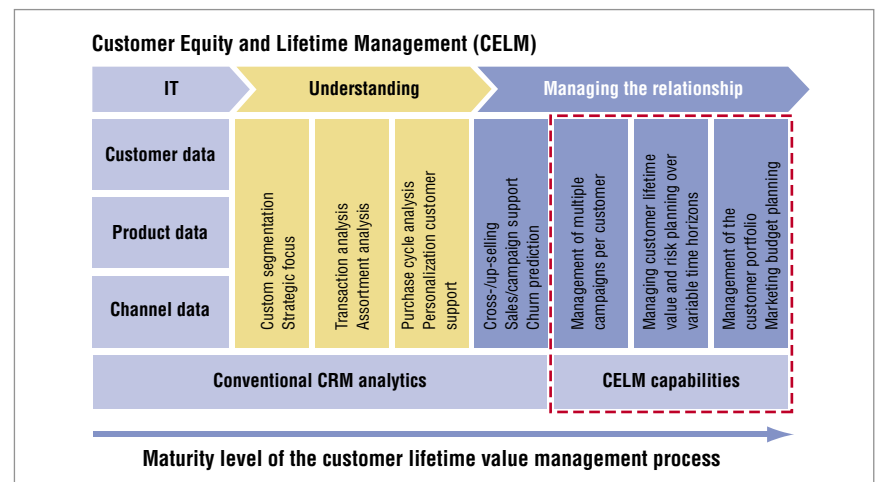 Customer Equity and Lifetime Management (CELM)
IT
Understanding
Managing the relationship
Customer data
Product data
Channel data
Custom segmentation
Strategic focus
Transaction analysis
Assortment analysis
Purchase cycle analysis
Personalization customer
support
Cross-/up-selling
Sales/campaign support
Churn prediction
Management of multiple
campaigns per customer
Managing customer lifetime
value and risk planning over
variable time horizons
Management of the
customer portfolio
Marketing budget planning
Conventional CRM analytics
CELM capabilities
Maturity level of the customer lifetime value management process